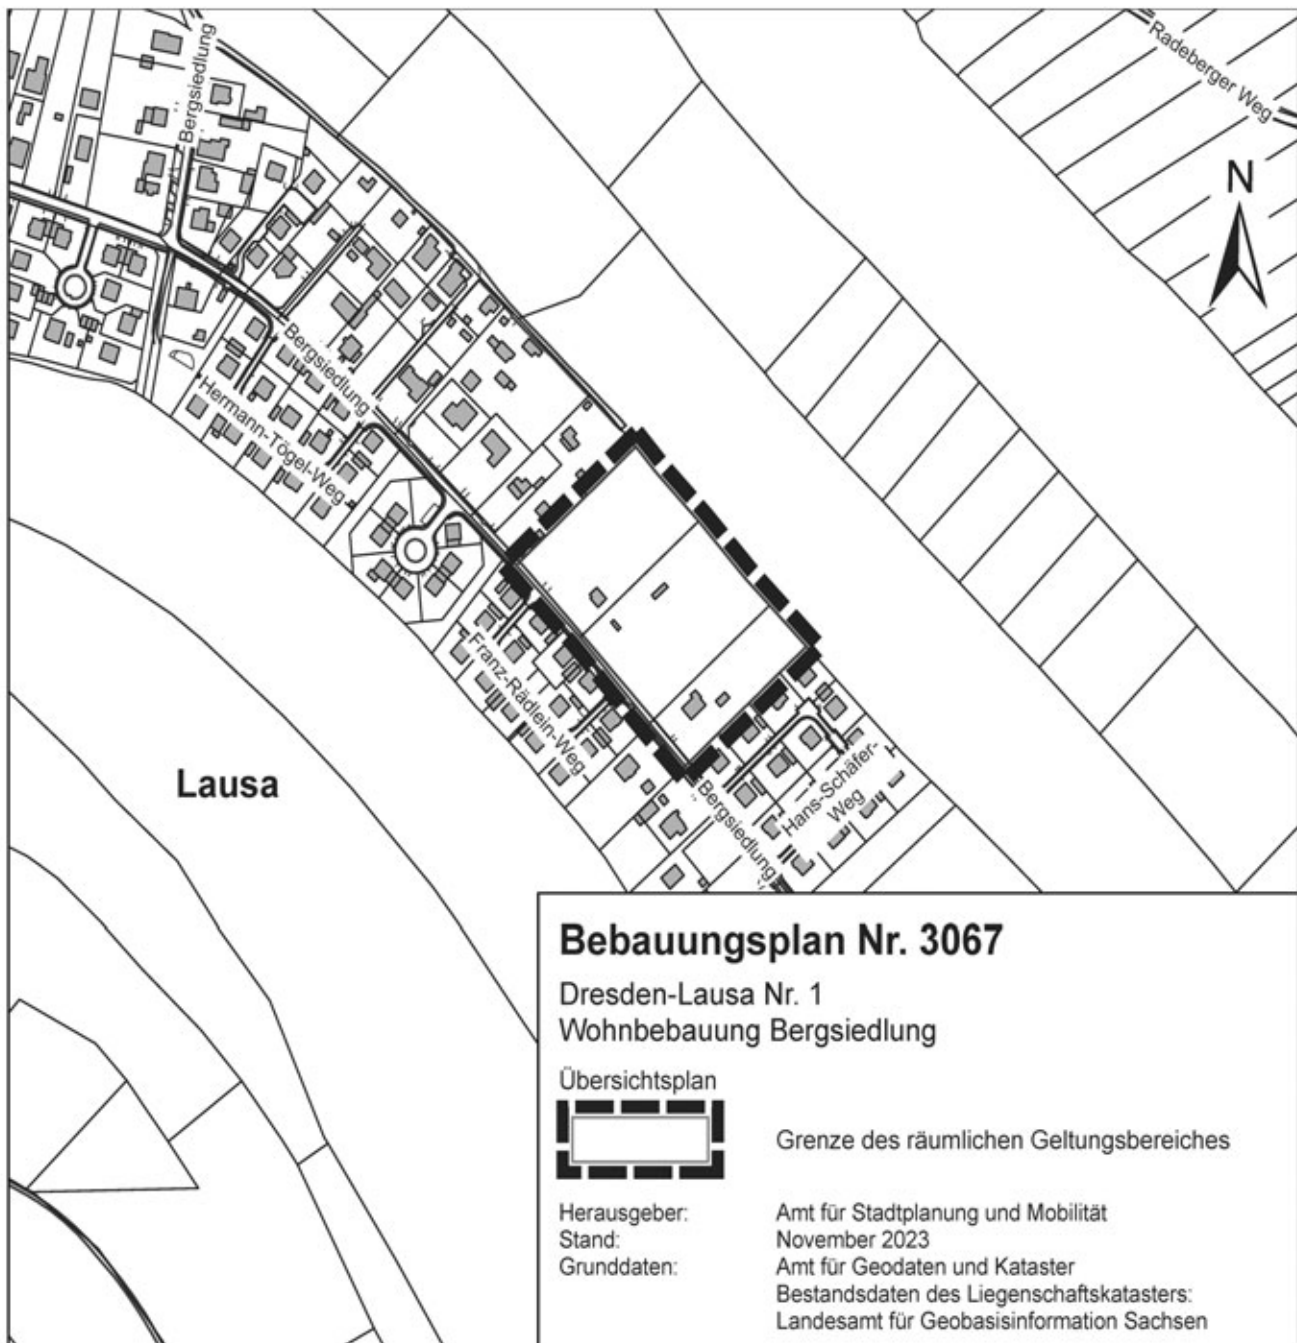 Radeberger Weg
Bergsiedlung
N
Bergsiedlung
Hermann-Tögel-Weg
Franz-Rädlein-Weg
Lausa
Bergsiedlung
Hans-Schäfer-
Weg
Bebauungsplan Nr. 3067
Dresden-Lausa Nr. 1
Wohnbebauung Bergsiedlung
Übersichtsplan
Grenze des räumlichen Geltungsbereiches
Herausgeber: Amt für Stadtplanung und Mobilität
Stand: November 2023
Grunddaten: Amt für Geodaten und Kataster
Bestandsdaten des Liegenschaftskatasters:
Landesamt für Geobasisinformation Sachsen